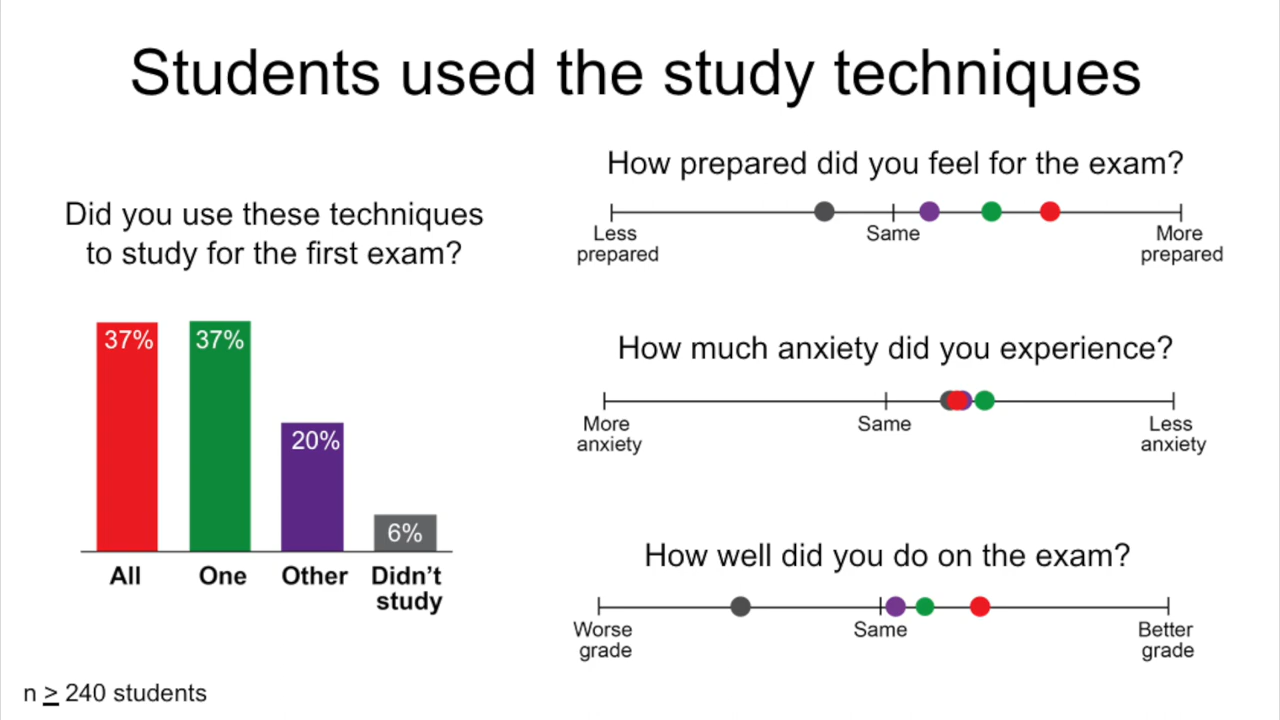 Students used the study techniques
Did you use these techniques
to study for the first exam?
37%
37%
20%
6%
All
One
Other
Didn’t
study
How prepared did you feel for the exam?
Less
prepared
Same
More
prepared
How much anxiety did you experience?
More
anxiety
Same
Less
anxiety
How well did you do on the exam?
Worse
grade
Same
Better
grade
n ≥ 240 students